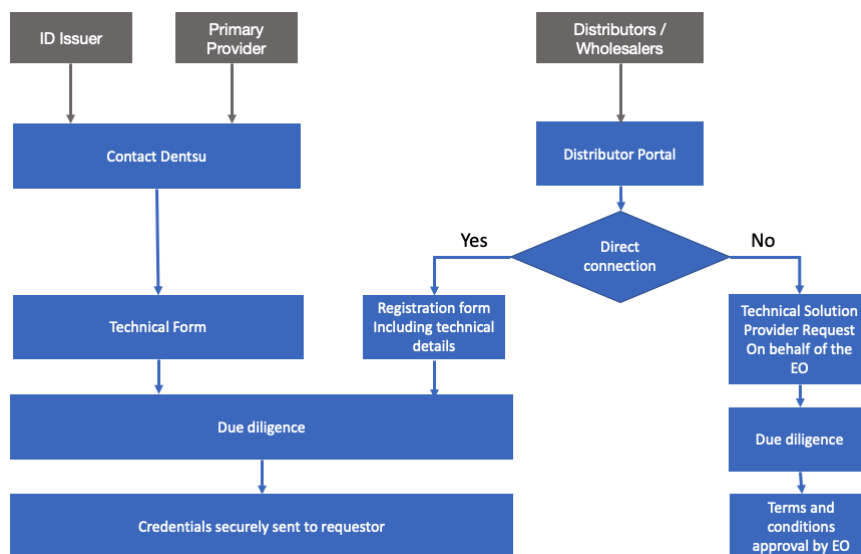 ID Issuer
Primary
Provider
Distributors /
Wholesalers
Contact Dentsu
Distributor Portal
Yes
Direct
connection
No
Technical Form
Registration form
Including technical
details
Technical Solution
Provider Request
On behalf of the
EO
Due diligence
Due diligence
Credentials securely sent to requestor
Terms and
conditions
approval by EO